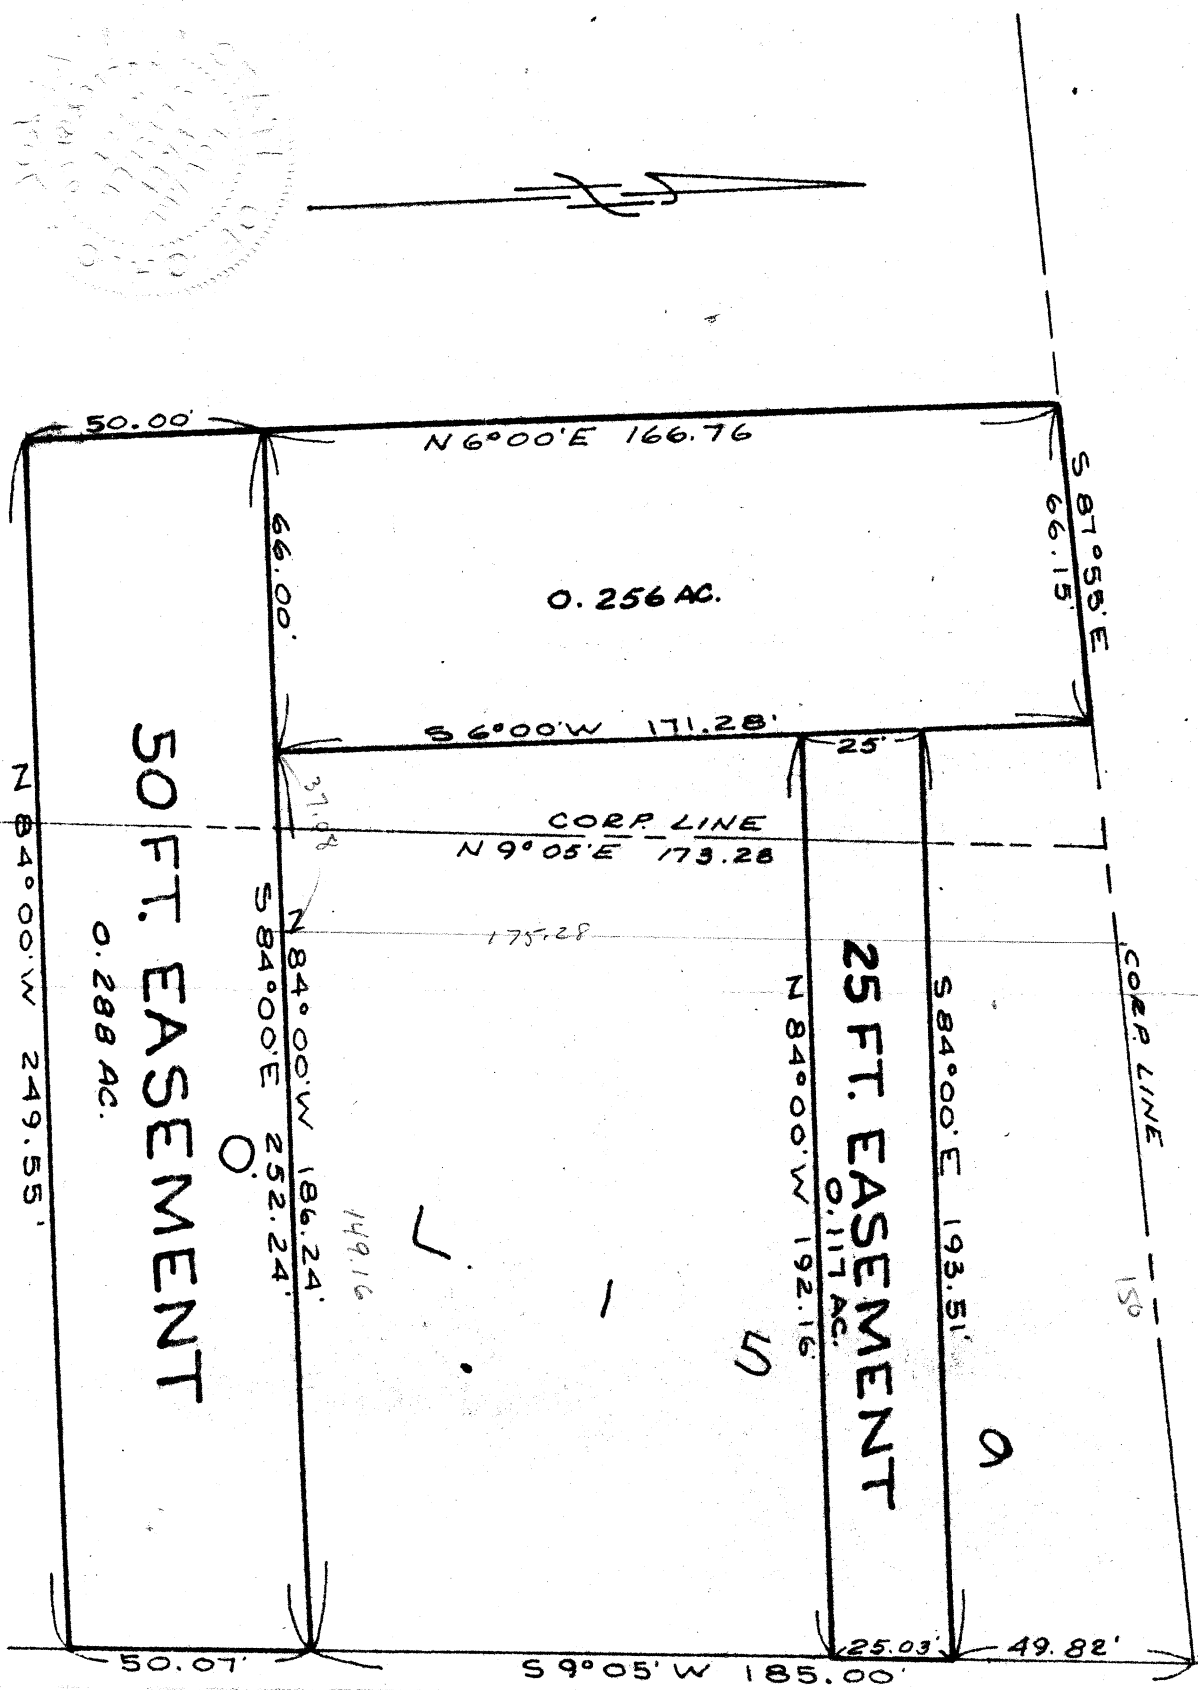 50.00'
N 6°00'E 166.76
S 87°55'E
66.15'
66.00'
0.256 AC.
S 6°00'W 171.28'
25'
37.08
CORP. LINE
N 9°05'E 173.28
175.28
N 84°00'W 249.55'
50 FT. EASEMENT
0.288 AC.
S 84°00'E 252.24'
N 84°00'W 186.24'
149.16
N 84°00'W 192.16'
25 FT. EASEMENT
0.117 AC.
S 84°00'E 193.51'
CORP. LINE
150
50.07'
S 9°05'W 185.00'
25.03'
49.82'